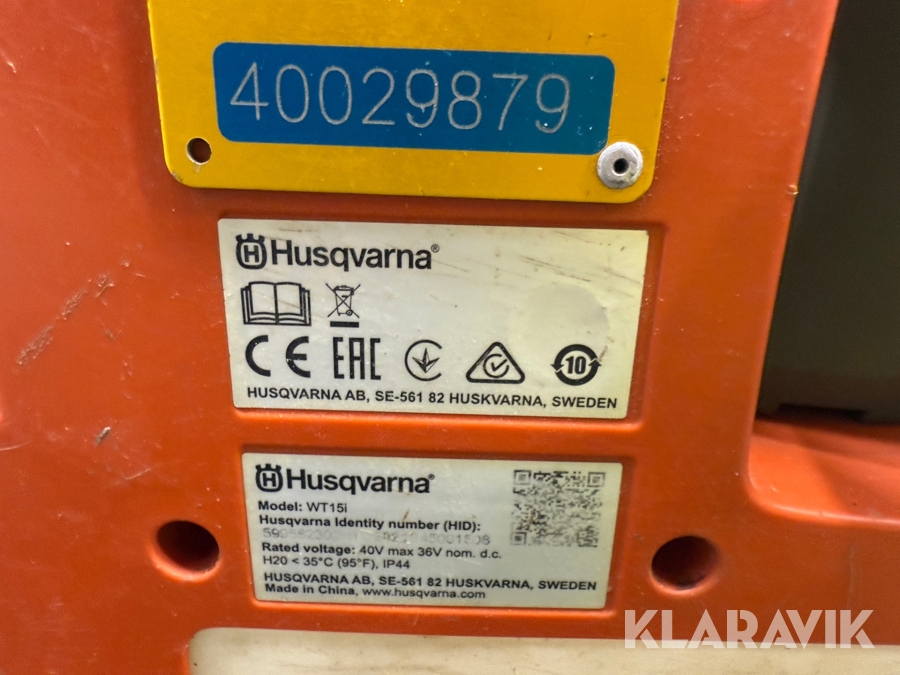 40029879
Husqvarna®
CE EAC
10
HUSQVARNA AB, SE-561 82 HUSKVARNA, SWEDEN
Husqvarna®
Model: WT15i
Husqvarna Identity number (HID):
Rated voltage: 40V max 36V nom. d.c.
H20 < 35°C (95°F), IP44
HUSQVARNA AB, SE-561 82 HUSKVARNA, SWEDEN
Made in China, www.husqvarna.com
KLARAVIK